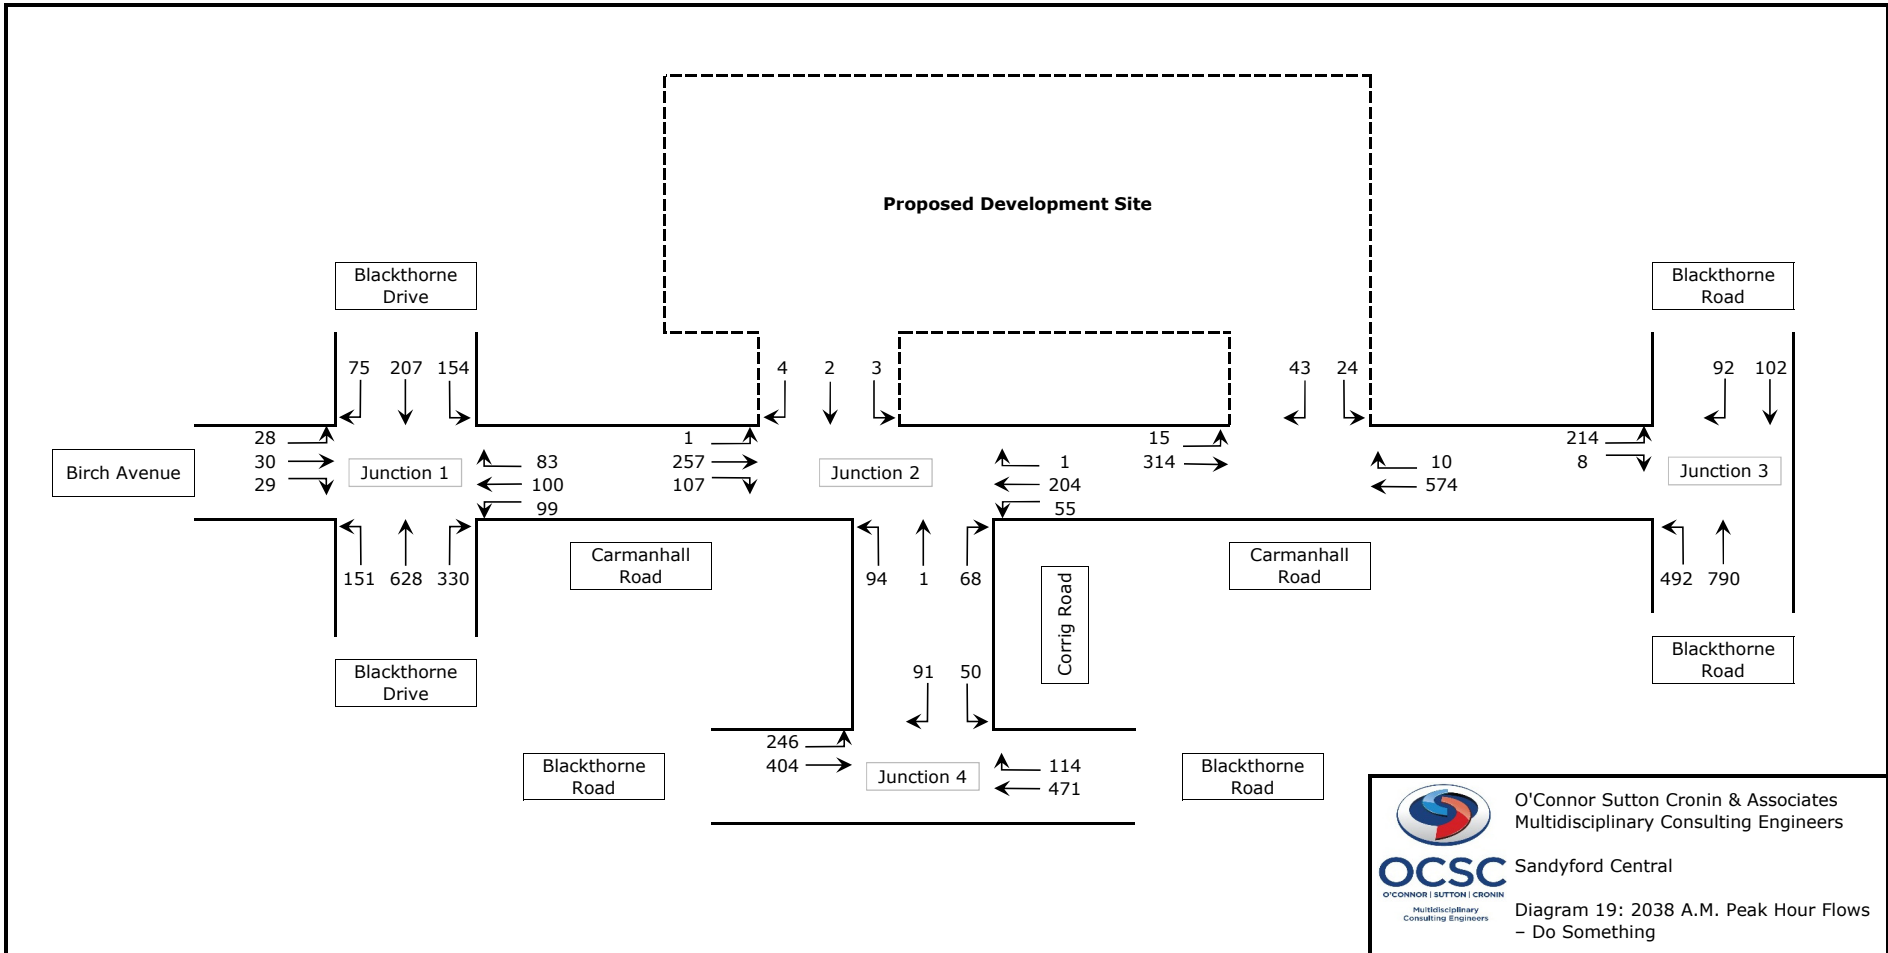 Proposed Development Site
Blackthorne
Drive
Blackthorne
Road
75 207 154
4 2 3
43 24
92 102
28
30
29
Birch Avenue
Junction 1
83
100
99
1
257
107
Junction 2
1
204
55
15
314
10
574
214
8
Junction 3
151 628 330
Carmanhall
Road
94 1 68
Corrig Road
Carmanhall
Road
492 790
Blackthorne
Drive
Blackthorne
Road
91 50
246
404
Blackthorne
Road
Junction 4
114
471
Blackthorne
Road
O'Connor Sutton Cronin & Associates
Multidisciplinary Consulting Engineers
OCSC
O'CONNOR | SUTTON | CRONIN
Multidisciplinary
Consulting Engineers
Sandyford Central
Diagram 19: 2038 A.M. Peak Hour Flows
– Do Something